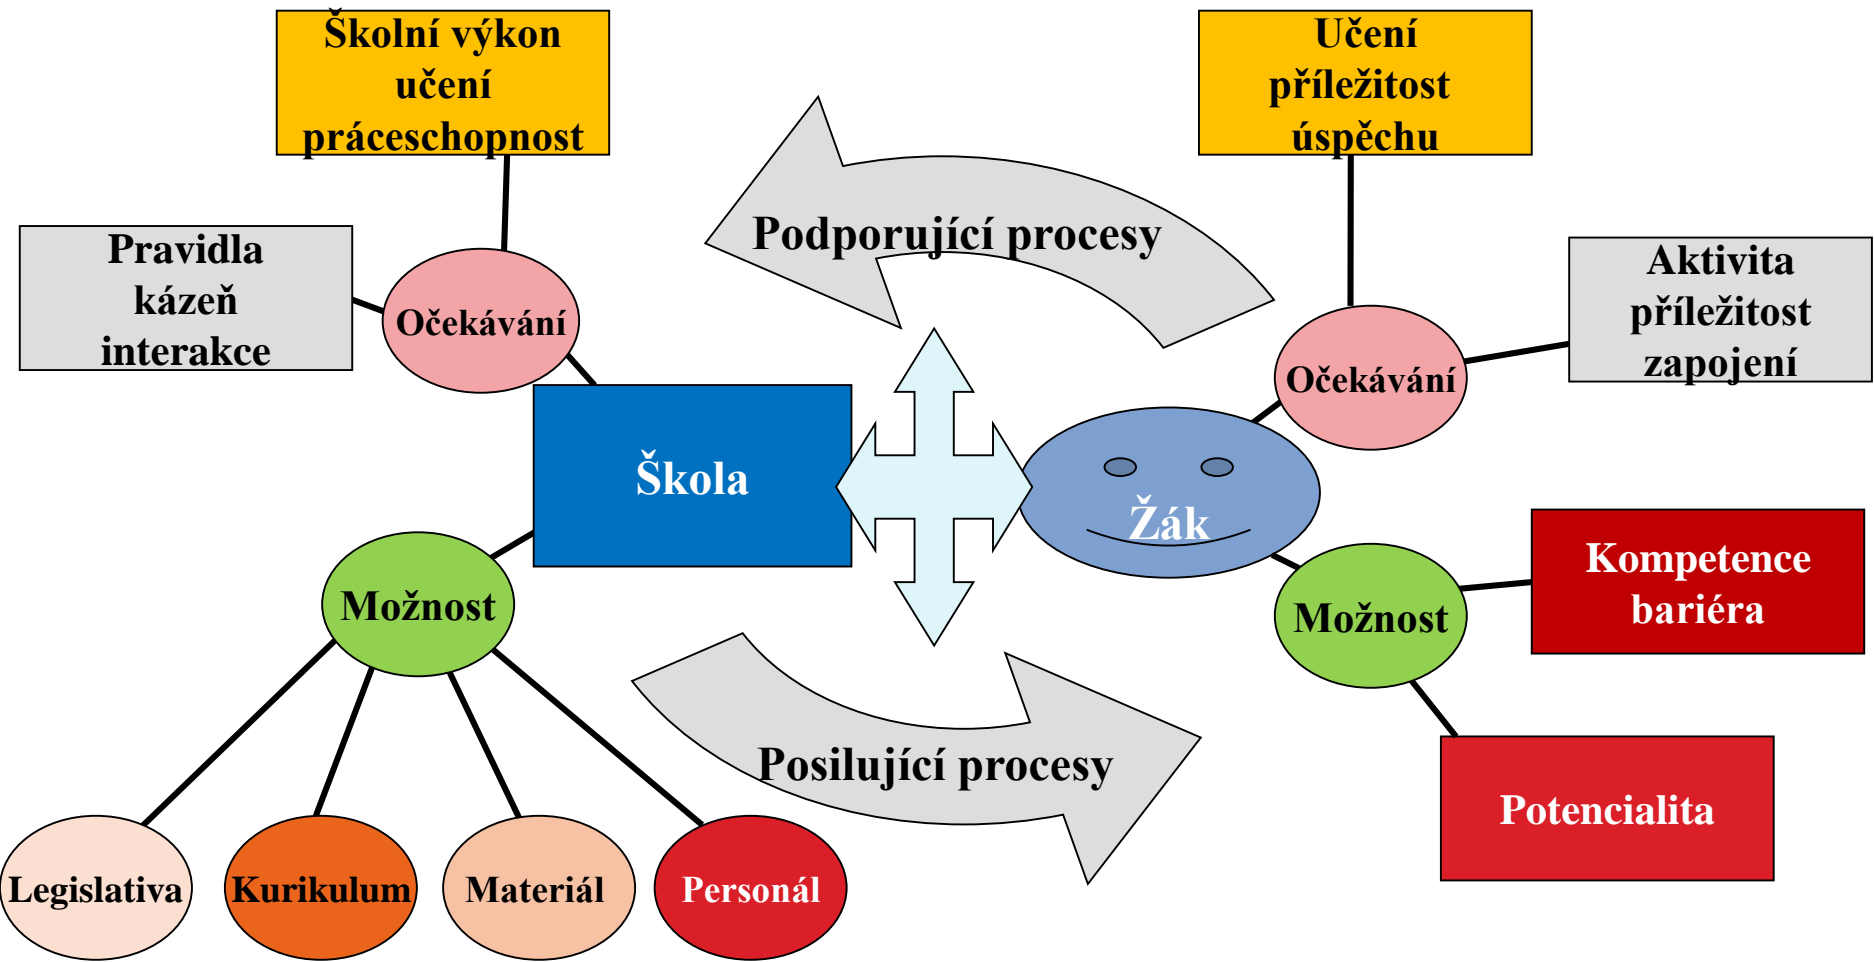 Školní výkon
učení
práceschopnost
Učení
příležitost
úspěchu
Pravidla
kázeň
interakce
Očekávání
Podporující procesy
Aktivita
příležitost
zapojení
Očekávání
Škola
Žák
Možnost
Kompetence
bariéra
Možnost
Posilující procesy
Potencialita
Legislativa
Kurikulum
Materiál
Personál